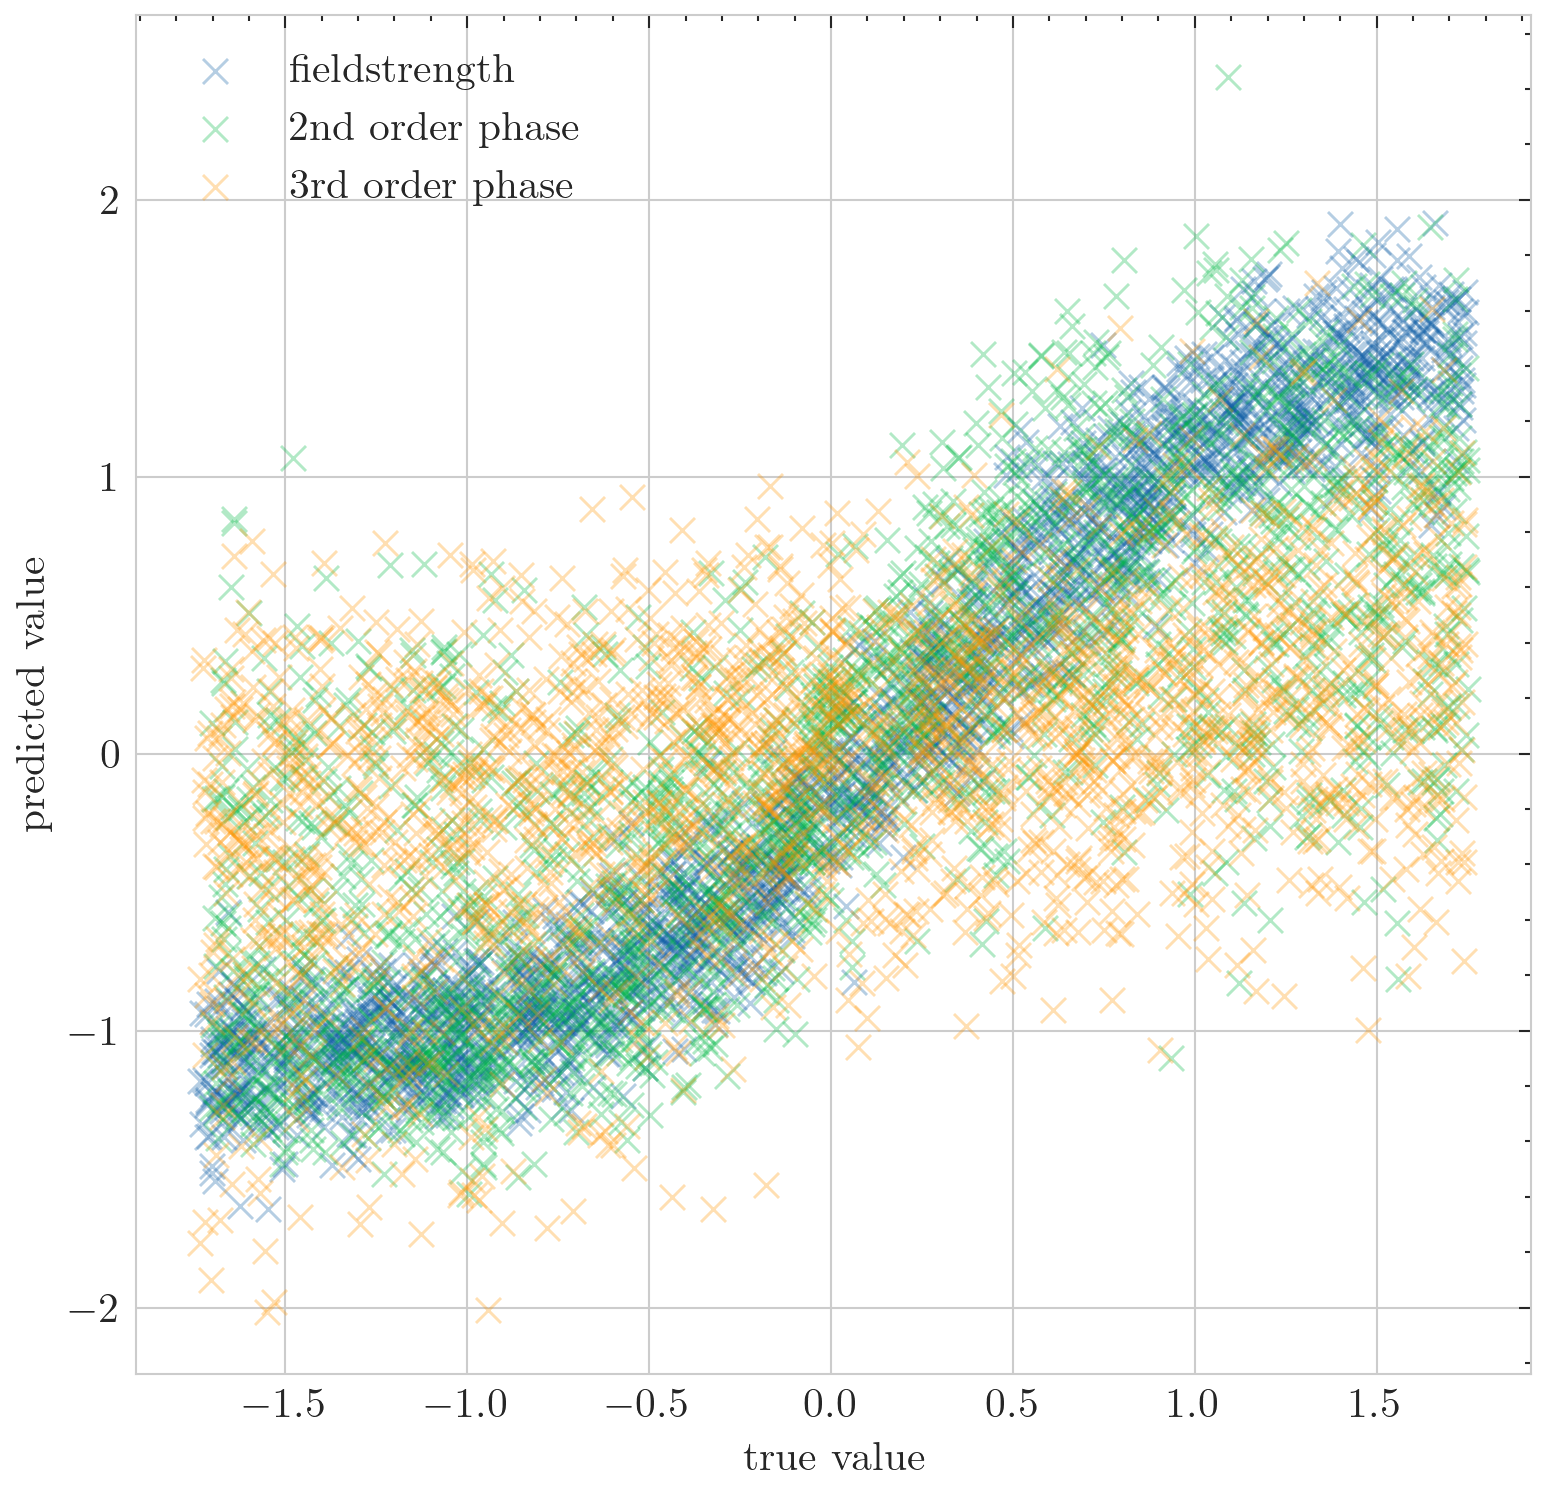 fieldstrength
2nd order phase
3rd order phase
2
1
0
−1
−2
predicted value
−1.5 −1.0 −0.5 0.0 0.5 1.0 1.5
true value